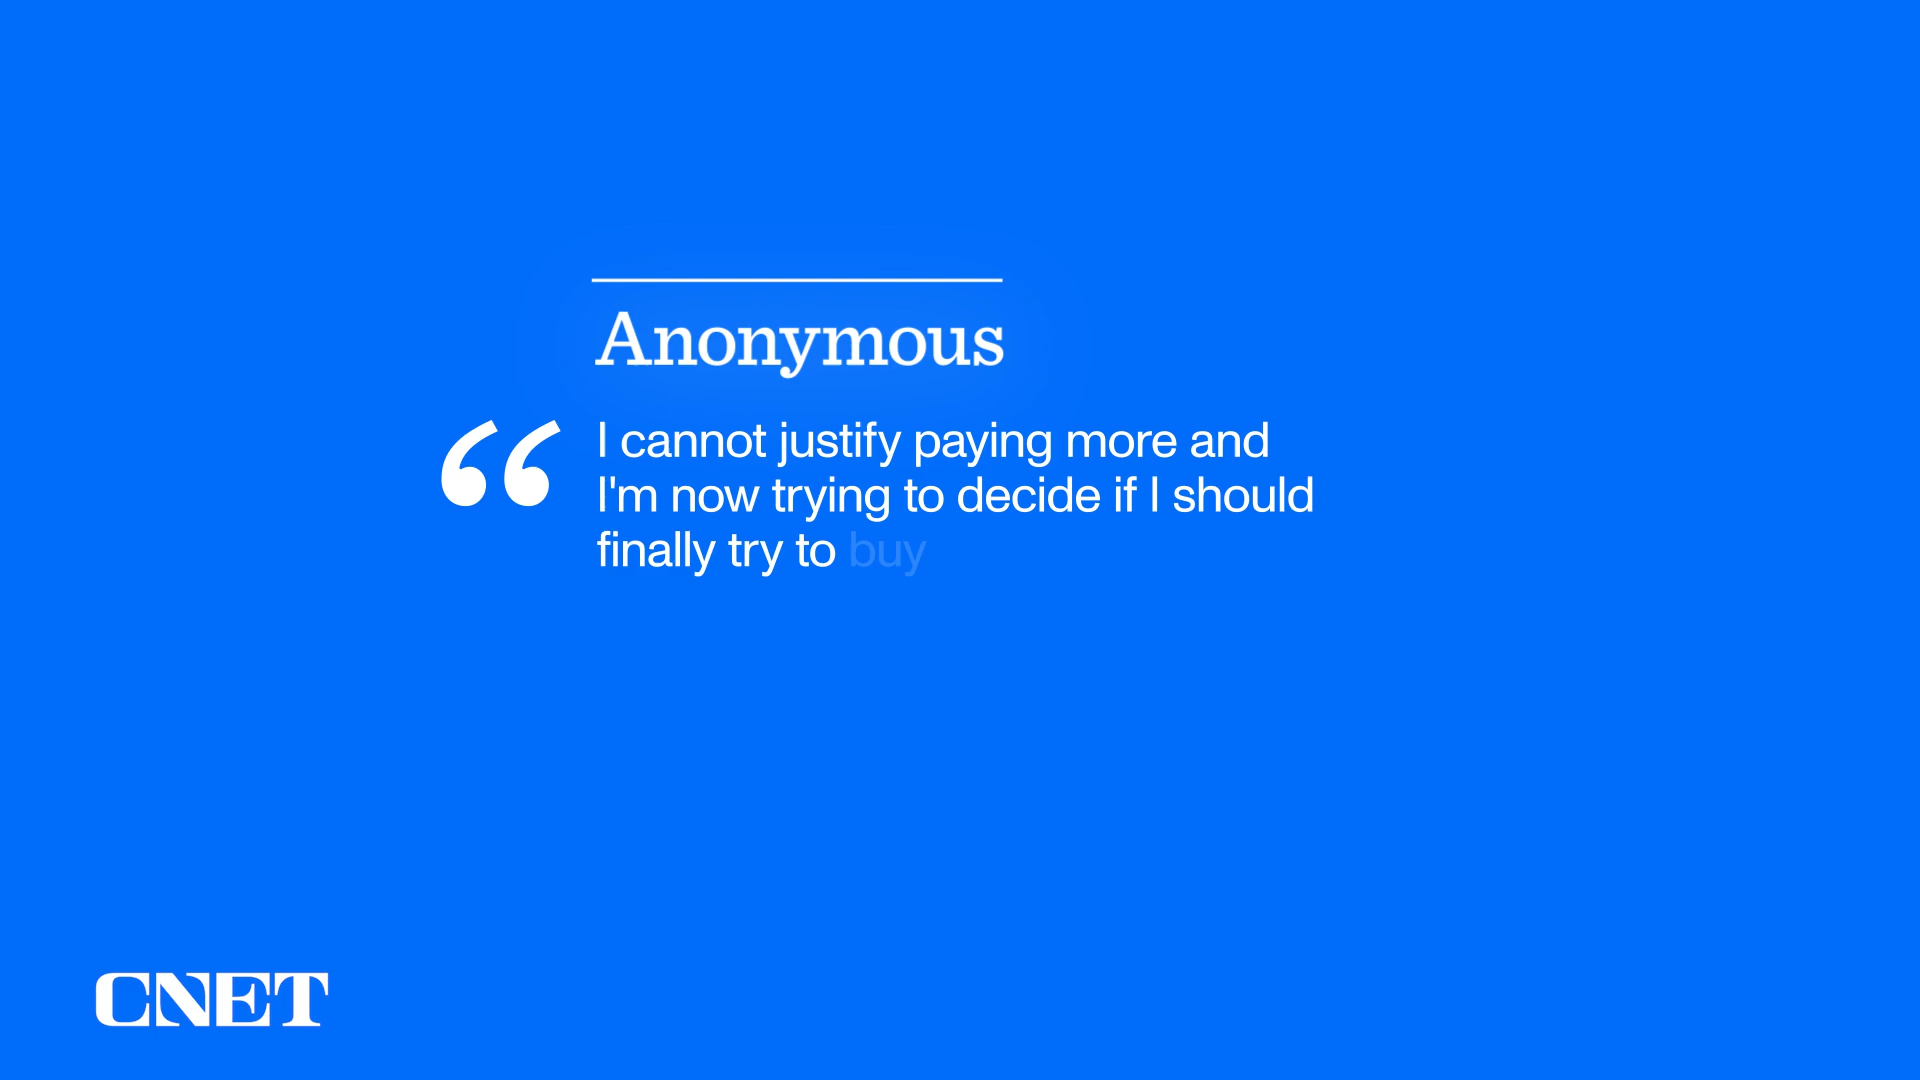 Anonymous
“ I cannot justify paying more and
I'm now trying to decide if I should
finally try to buy
CNET